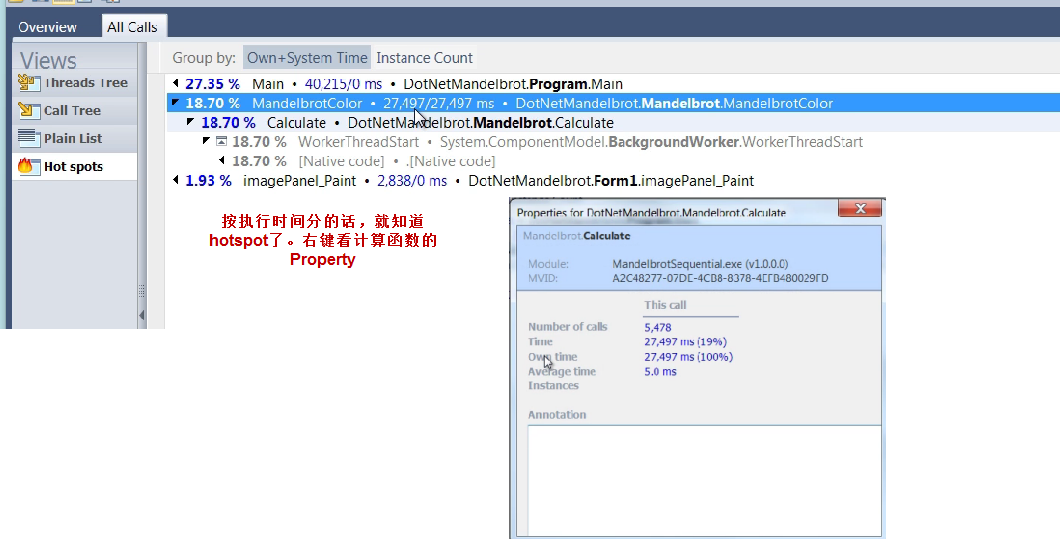 Overview All Calls
Views
Threads Tree
Call Tree
Plain List
Hot spots
Group by: Own+System Time Instance Count
27.35 % Main • 40,215/0 ms • DotNetMandelbrot.Program.Main
18.70 % MandelbrotColor • 27,497/27,497 ms • DotNetMandelbrot.Mandelbrot.MandelbrotColor
18.70 % Calculate • DotNetMandelbrot.Mandelbrot.Calculate
18.70 % WorkerThreadStart • System.ComponentModel.BackgroundWorker.WorkerThreadStart
18.70 % [Native code] • .[Native code]
1.93 % imagePanel_Paint • 2,838/0 ms • DotNetMandelbrot.Form1.imagePanel_Paint
按执行时间分的话，就知道
hotspot了。右键看计算函数的
Property
Properties for DotNetMandelbrot.Mandelbrot.Calculate
Mandelbrot.Calculate
Module: MandelbrotSequential.exe (v1.0.0.0)
MVID: A2C48277-07DE-4CB8-8378-4EFB480029FD
This call
Number of calls 5,478
Time 27,497 ms (19%)
Own time 27,497 ms (100%)
Average time 5.0 ms
Instances
Annotation